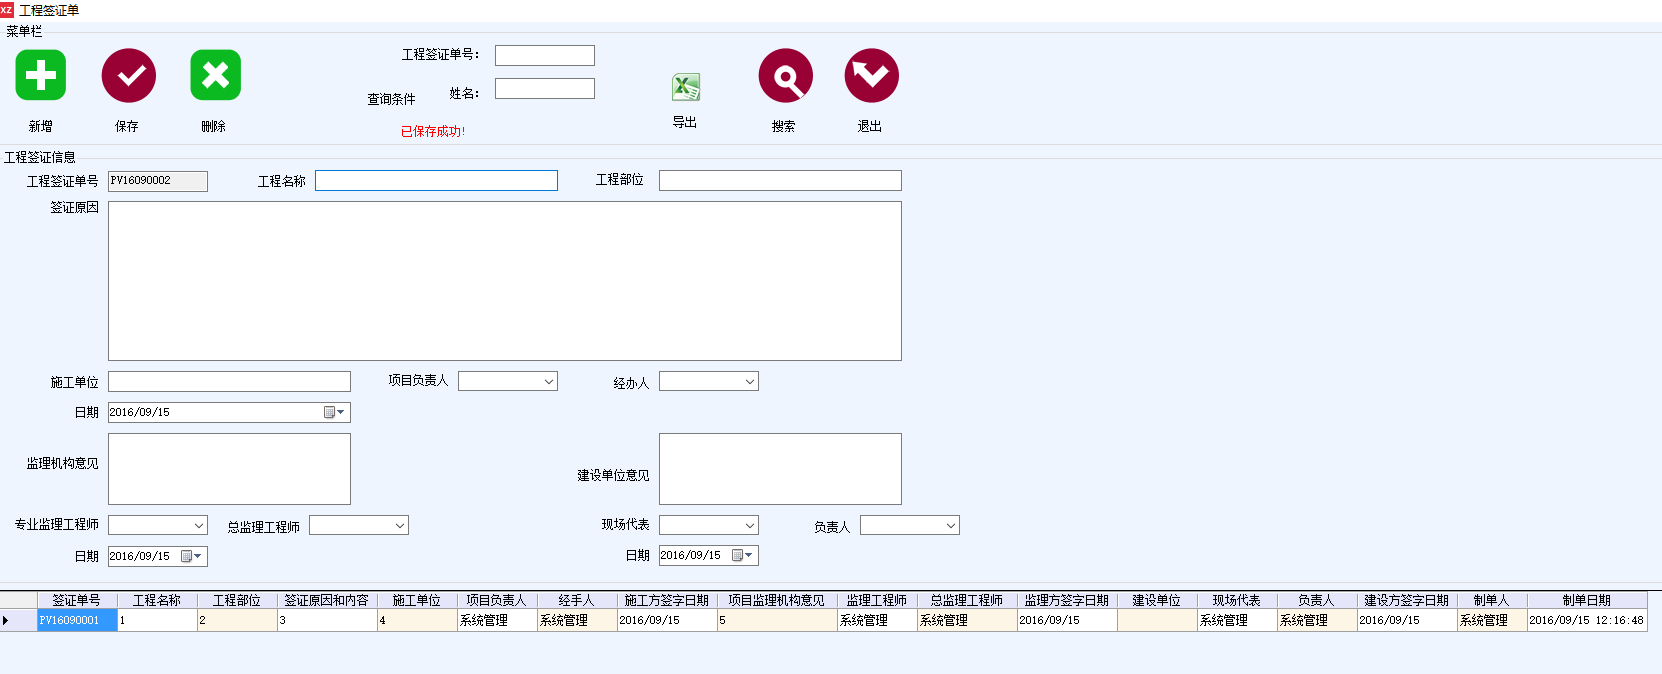 XZ 工程签证单
菜单栏
工程签证单号:
查询条件 姓名:
新增 保存 删除 已保存成功! 导出 搜索 退出
工程签证信息
工程签证单号 PV16090002 工程名称 工程部位
签证原因
施工单位 项目负责人 经办人
日期 2016/09/15
监理机构意见 建设单位意见
专业监理工程师 总监理工程师 现场代表 负责人
日期 2016/09/15 日期 2016/09/15
签证单号 工程名称 工程部位 签证原因和内容 施工单位 项目负责人 经手人 施工方签字日期 项目监理机构意见 监理工程师 总监理工程师 监理方签字日期 建设单位 现场代表 负责人 建设方签字日期 制单人 制单日期
PV16090001 1 2 3 4 系统管理 系统管理 2016/09/15 5 系统管理 系统管理 2016/09/15 系统管理 系统管理 2016/09/15 系统管理 2016/09/15 12:16:48